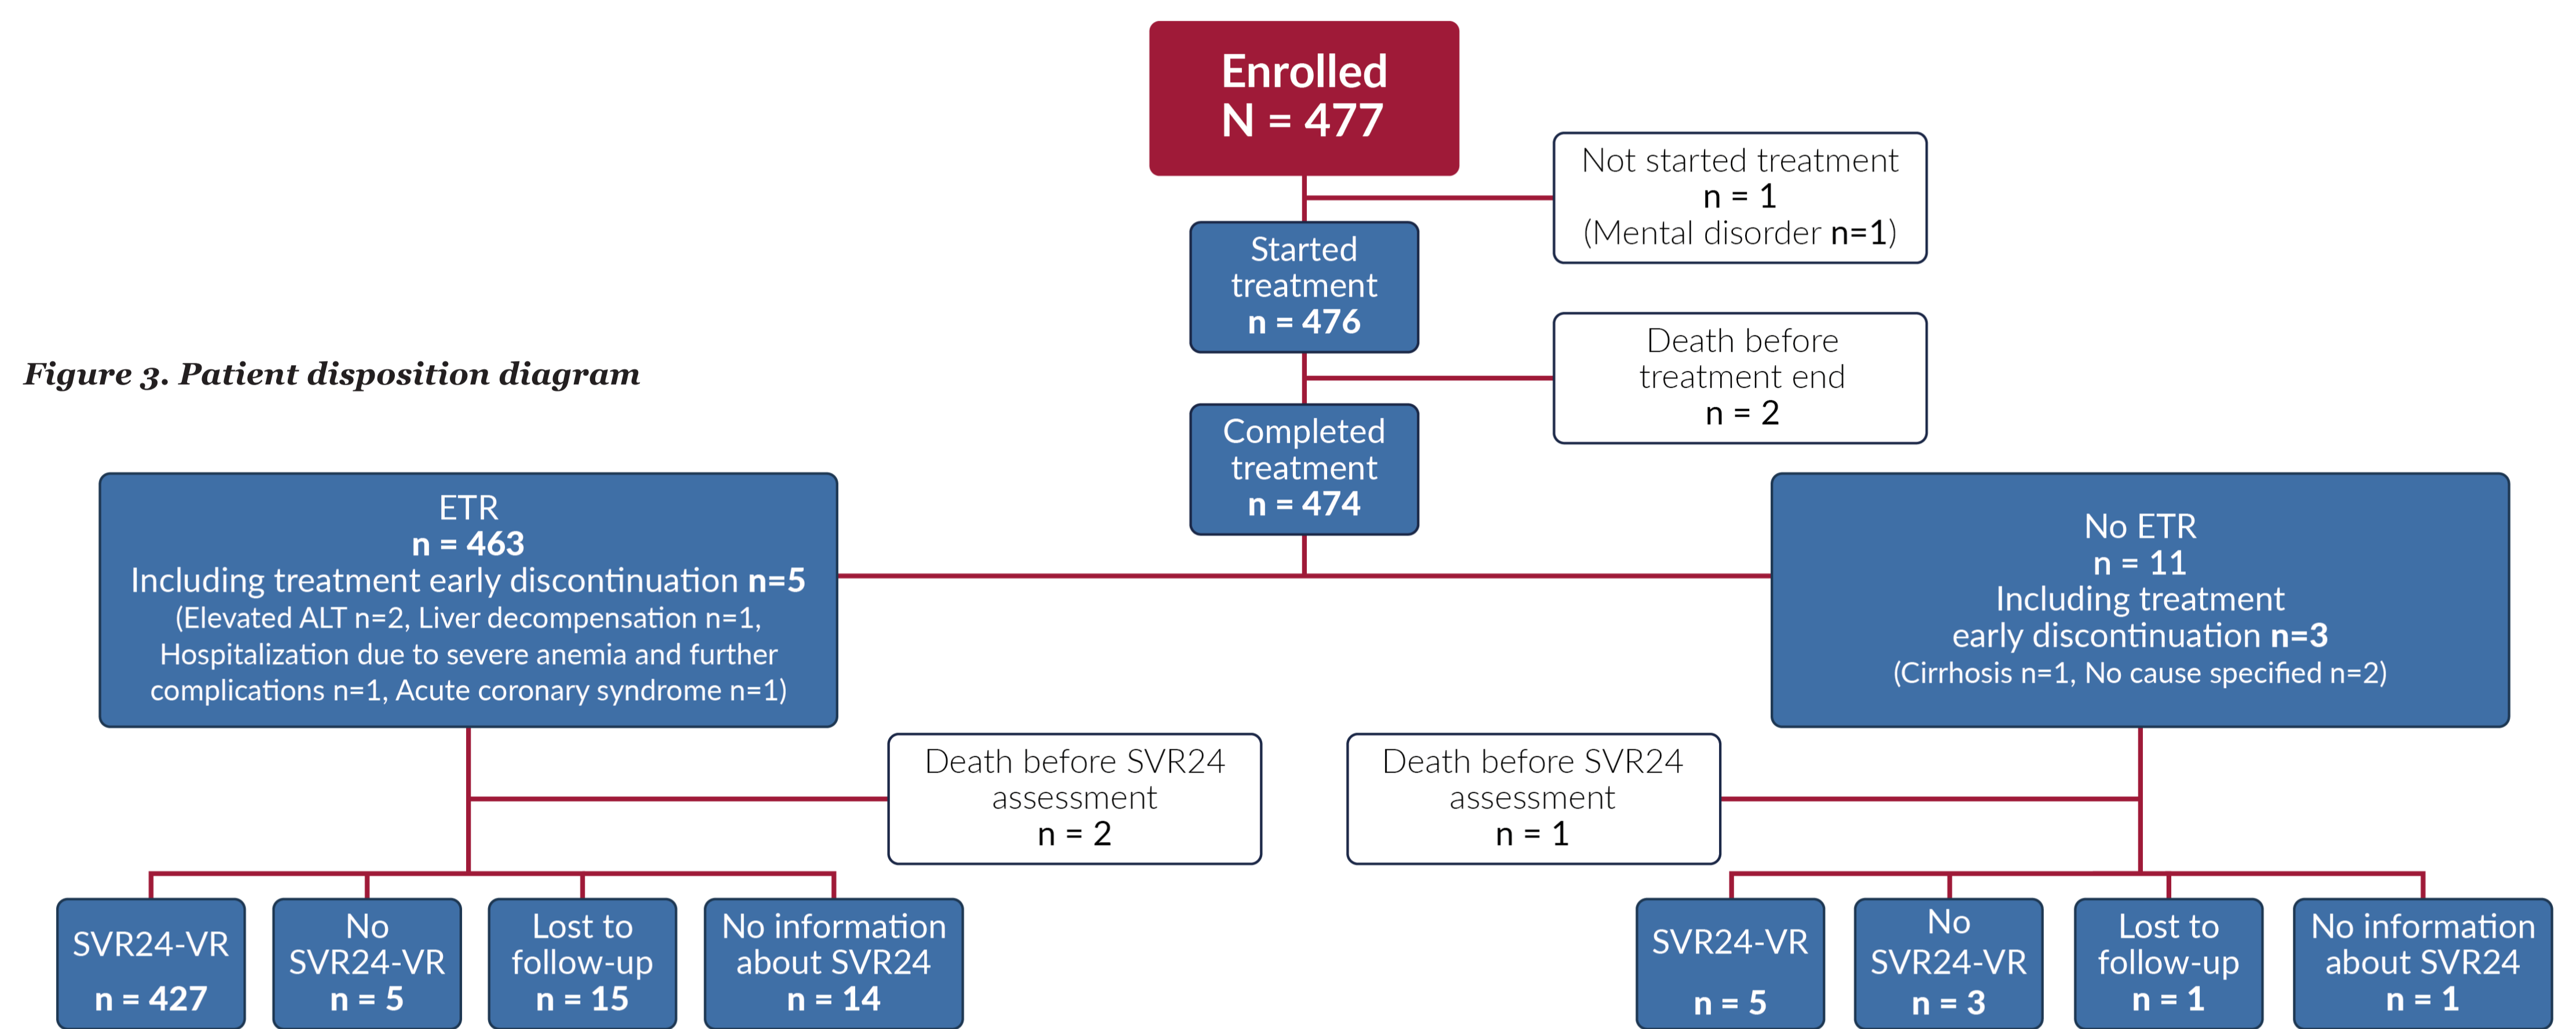 Enrolled
N = 477
Not started treatment
n = 1
(Mental disorder n=1)
Started
treatment
n = 476
Death before
treatment end
n = 2
Figure 3. Patient disposition diagram
Completed
treatment
n = 474
ETR
n = 463
Including treatment early discontinuation n=5
(Elevated ALT n=2, Liver decompensation n=1,
Hospitalization due to severe anemia and further
complications n=1, Acute coronary syndrome n=1)
No ETR
n = 11
Including treatment
early discontinuation n=3
(Cirrhosis n=1, No cause specified n=2)
Death before SVR24
assessment
n = 2
Death before SVR24
assessment
n = 1
SVR24-VR
n = 427
No
SVR24-VR
n = 5
Lost to
follow-up
n = 15
No information
about SVR24
n = 14
SVR24-VR
n = 5
No
SVR24-VR
n = 3
Lost to
follow-up
n = 1
No information
about SVR24
n = 1